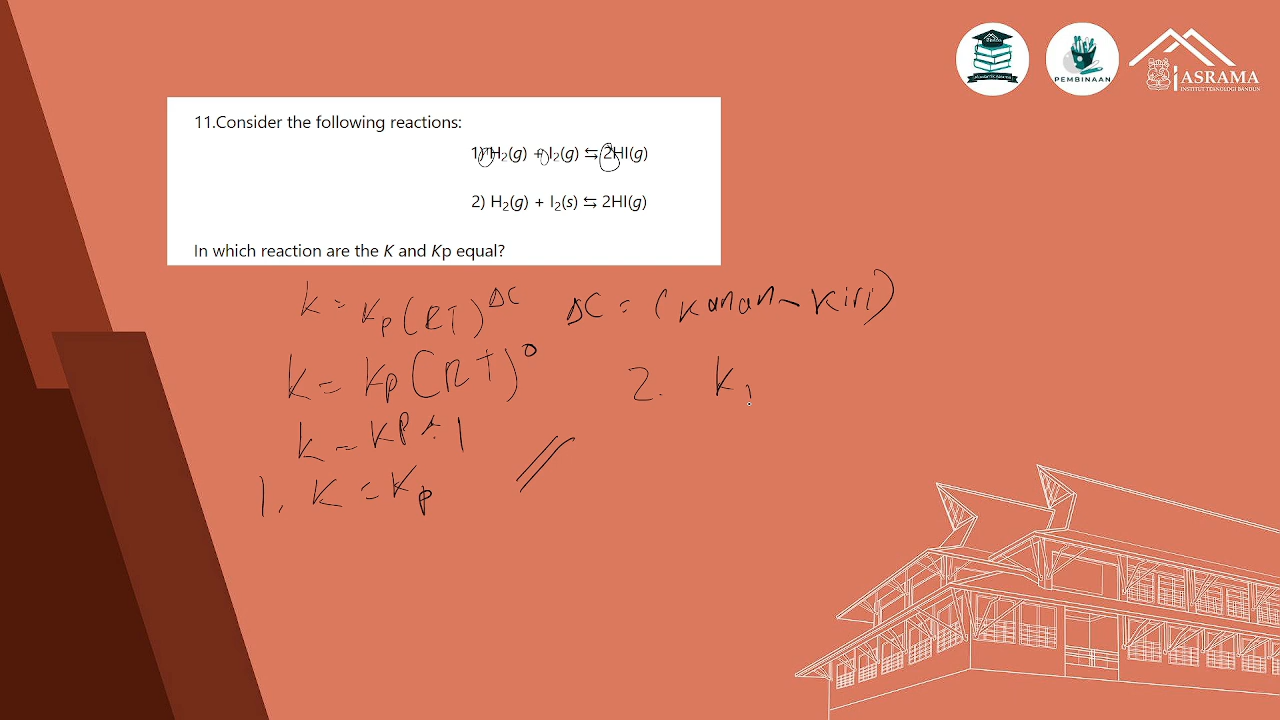 PEMBINAAN
ASRAMA
INSTITUT TEKNOLOGI BANDUNG
11.Consider the following reactions:
1) H₂(g) + I₂(g) ⇆ 2HI(g)
2) H₂(g) + I₂(s) ⇆ 2HI(g)
In which reaction are the K and Kp equal?
k = Kp (RT)^ΔC ΔC = (Kanan - Kiri)
k = Kp (RT)^0
k = KP × 1
1. K = Kp
2. K